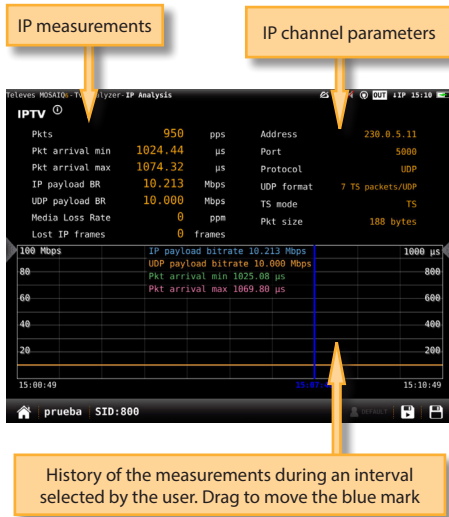 IP measurements
IP channel parameters
Televes MOSAIQ6-TV Analyzer-IP Analysis
OUT IP 15:10
IPTV
Pkts 950 pps
Address 230.0.5.11
Pkt arrival min 1024.44 µs
Port 5000
Pkt arrival max 1074.32 µs
Protocol UDP
IP payload BR 10.213 Mbps
UDP format 7 TS packets/UDP
UDP payload BR 10.000 Mbps
TS mode TS
Media Loss Rate 0 ppm
Pkt size 188 bytes
Lost IP frames 0 frames
100 Mbps
IP payload bitrate 10.213 Mbps
1000 µs
UDP payload bitrate 10.000 Mbps
80
Pkt arrival min 1025.08 µs
800
Pkt arrival max 1069.80 µs
60
600
40
400
20
200
15:00:49
15:10:49
prueba SID:800
DEFAULT
History of the measurements during an interval
selected by the user. Drag to move the blue mark